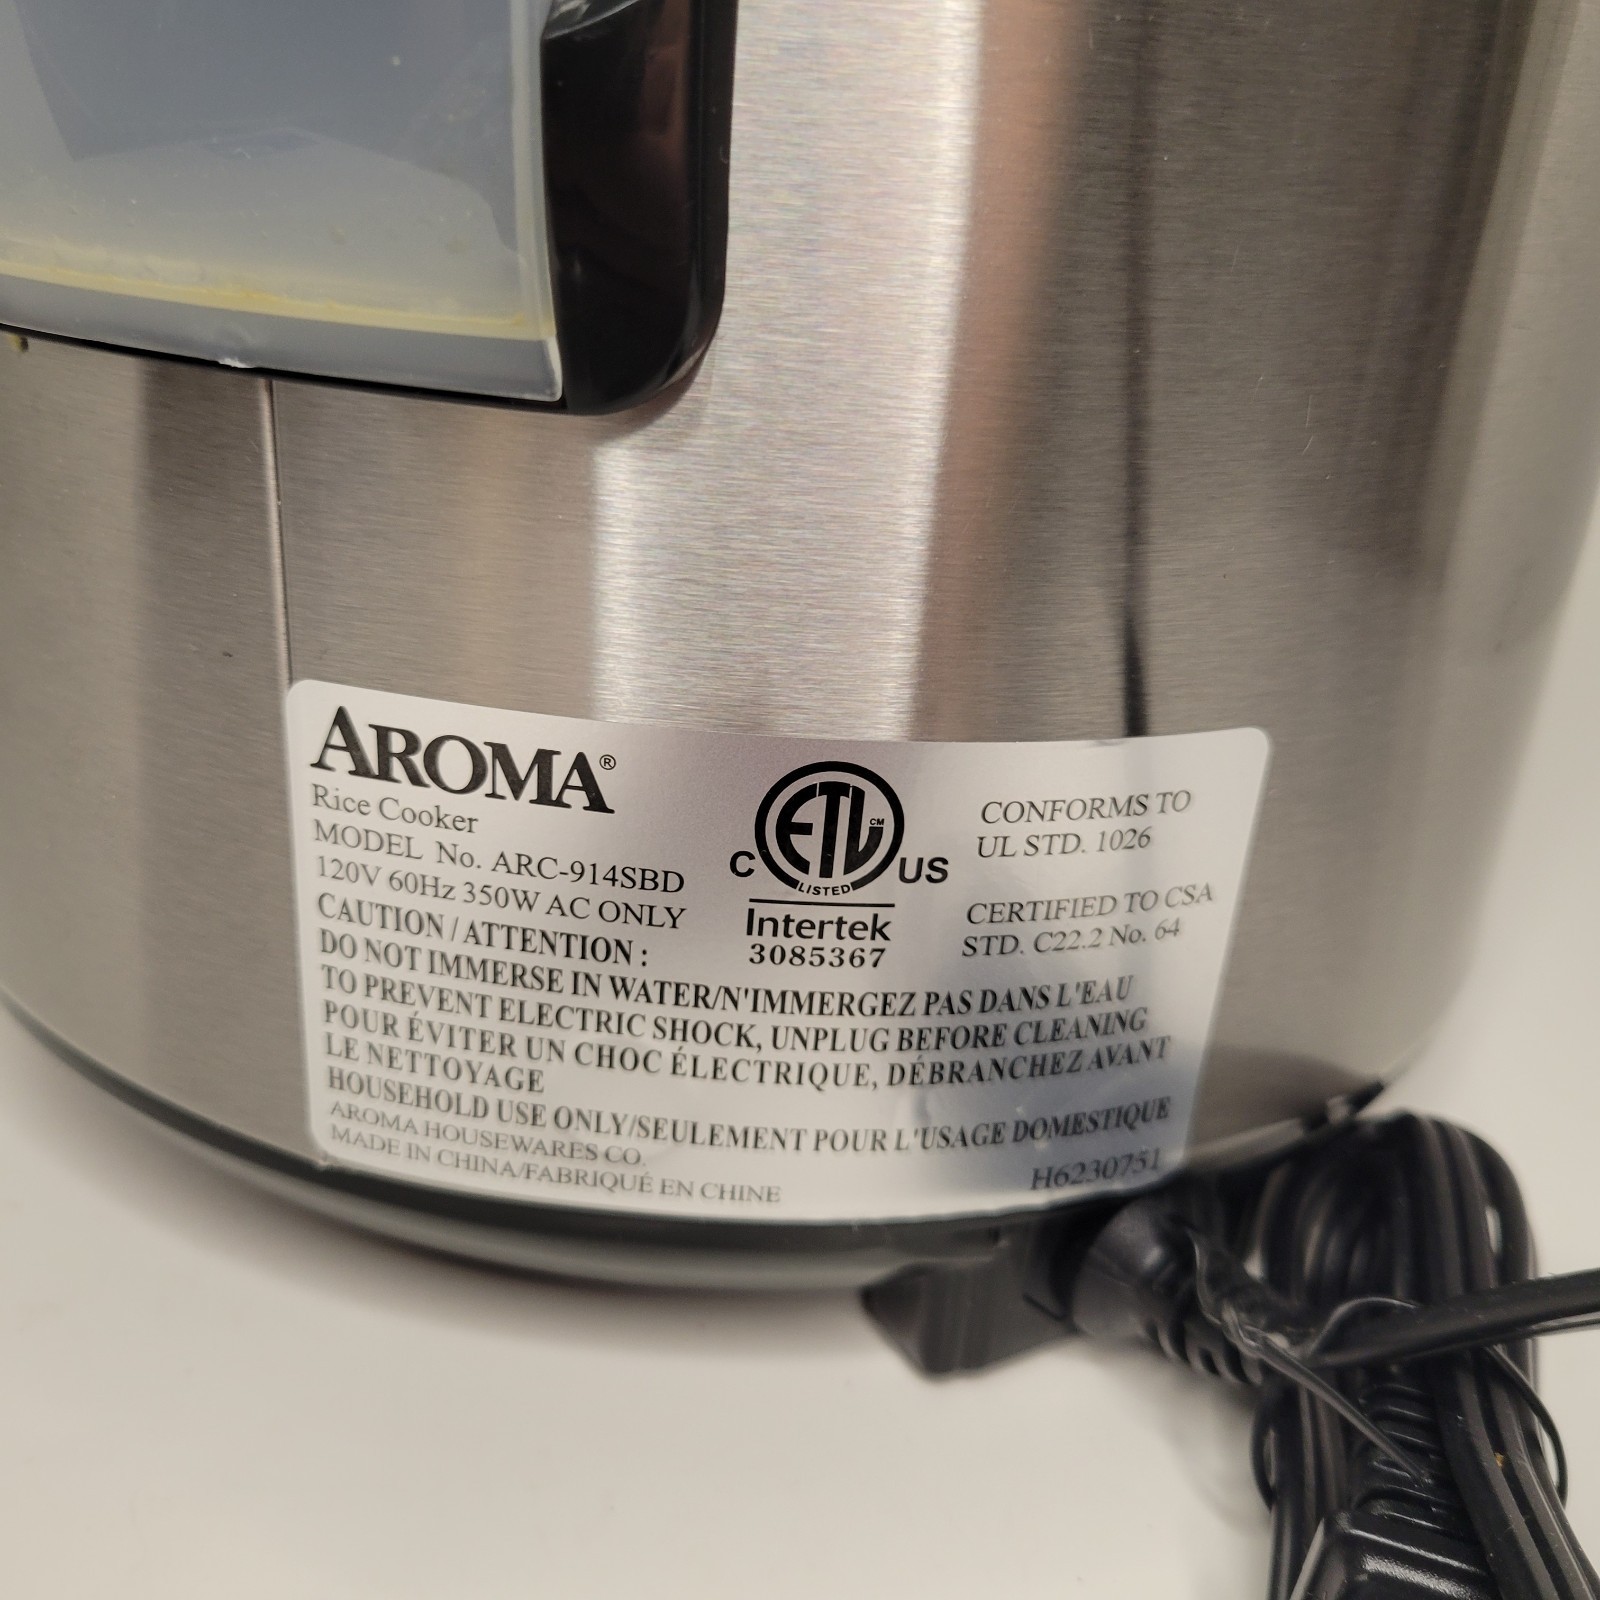 AROMA®
Rice Cooker
MODEL No. ARC-914SBD
120V 60Hz 350W AC ONLY
C ETL CM US
LISTED
Intertek
3085367
CONFORMS TO
UL STD. 1026
CERTIFIED TO CSA
STD. C22.2 No. 64
CAUTION / ATTENTION :
DO NOT IMMERSE IN WATER/N'IMMERGEZ PAS DANS L'EAU
TO PREVENT ELECTRIC SHOCK, UNPLUG BEFORE CLEANING
POUR ÉVITER UN CHOC ÉLECTRIQUE, DÉBRANCHEZ AVANT
LE NETTOYAGE
HOUSEHOLD USE ONLY/SEULEMENT POUR L'USAGE DOMESTIQUE
AROMA HOUSEWARES CO.
MADE IN CHINA/FABRIQUÉ EN CHINE
H6230751